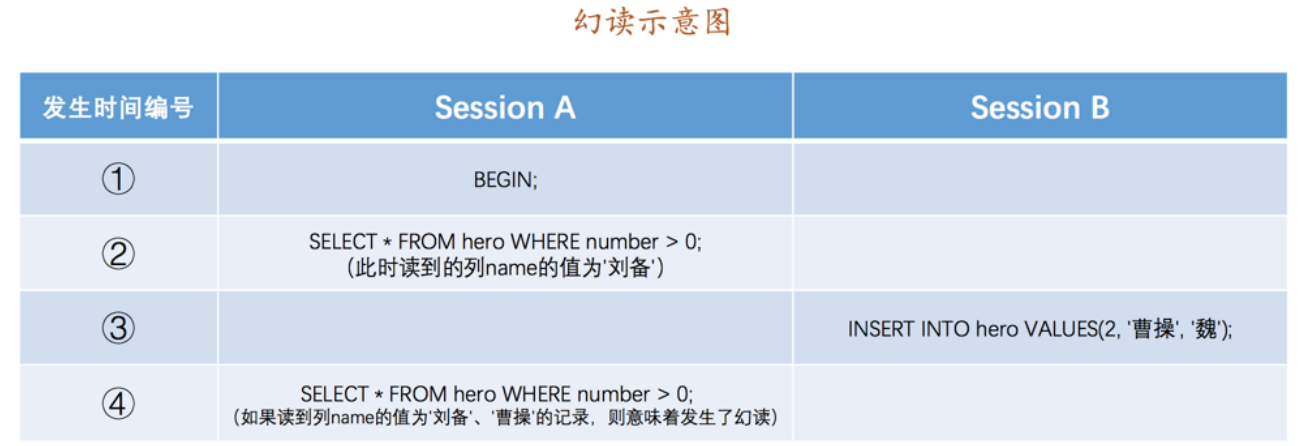 幻读示意图
发生时间编号 Session A Session B
① BEGIN;
② SELECT * FROM hero WHERE number > 0;
(此时读到的列name的值为'刘备')
③ INSERT INTO hero VALUES(2, '曹操', '魏');
④ SELECT * FROM hero WHERE number > 0;
(如果读到列name的值为'刘备'、'曹操'的记录，则意味着发生了幻读)